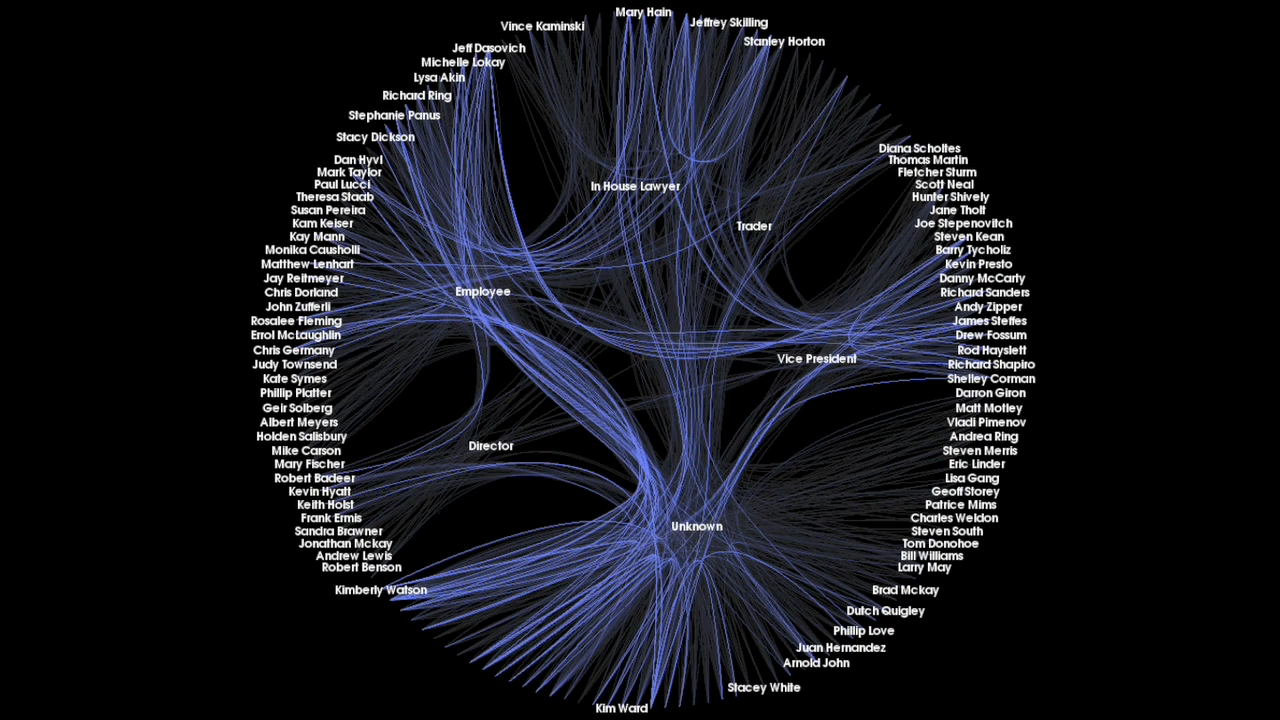 Mary Hain
Jeffrey Skilling
Vince Kaminski
Stanley Horton
Jeff Dasovich
Michelle Lokay
Lysa Akin
Richard Ring
Stephanie Panus
Stacy Dickson
Dan Hyvl
Mark Taylor
Paul Lucci
Theresa Staab
Susan Pereira
Kam Keiser
Kay Mann
Monika Causholli
Matthew Lenhart
Jay Reitmeyer
Chris Dorland
John Zufferli
Rosalee Fleming
Errol McLaughlin
Chris Germany
Judy Townsend
Kate Symes
Phillip Platter
Geir Solberg
Albert Meyers
Holden Salisbury
Mike Carson
Mary Fischer
Robert Badeer
Kevin Hyatt
Keith Holst
Frank Ermis
Sandra Brawner
Jonathan Mckay
Andrew Lewis
Robert Benson
Kimberly Watson
In House Lawyer
Trader
Employee
Vice President
Director
Unknown
Diana Scholtes
Thomas Martin
Fletcher Sturm
Scott Neal
Hunter Shively
Jane Tholt
Joe Stepenovitch
Steven Kean
Barry Tycholiz
Kevin Presto
Danny McCarty
Richard Sanders
Andy Zipper
James Steffes
Drew Fossum
Rod Hayslett
Richard Shapiro
Shelley Corman
Darron Giron
Matt Motley
Vladi Pimenov
Andrea Ring
Steven Merris
Eric Linder
Lisa Gang
Geoff Storey
Patrice Mims
Charles Weldon
Steven South
Tom Donohoe
Bill Williams
Larry May
Brad Mckay
Dutch Quigley
Phillip Love
Juan Hernandez
Arnold John
Stacey White
Kim Ward